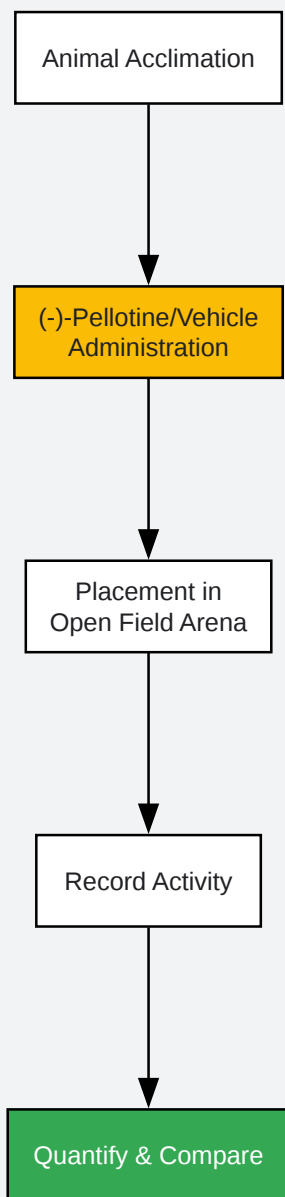 Animal Acclimation
(-)-Pellotine/Vehicle
Administration
Placement in
Open Field Arena
Record Activity
Quantify & Compare